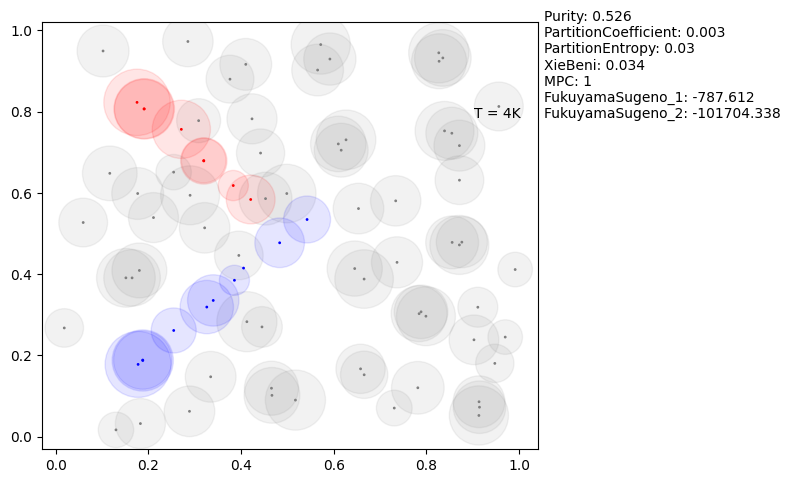 Purity: 0.526
PartitionCoefficient: 0.003
PartitionEntropy: 0.03
XieBeni: 0.034
MPC: 1
FukuyamaSugeno_1: -787.612
FukuyamaSugeno_2: -101704.338
T = 4K
1.0
0.8
0.6
0.4
0.2
0.0
0.0 0.2 0.4 0.6 0.8 1.0